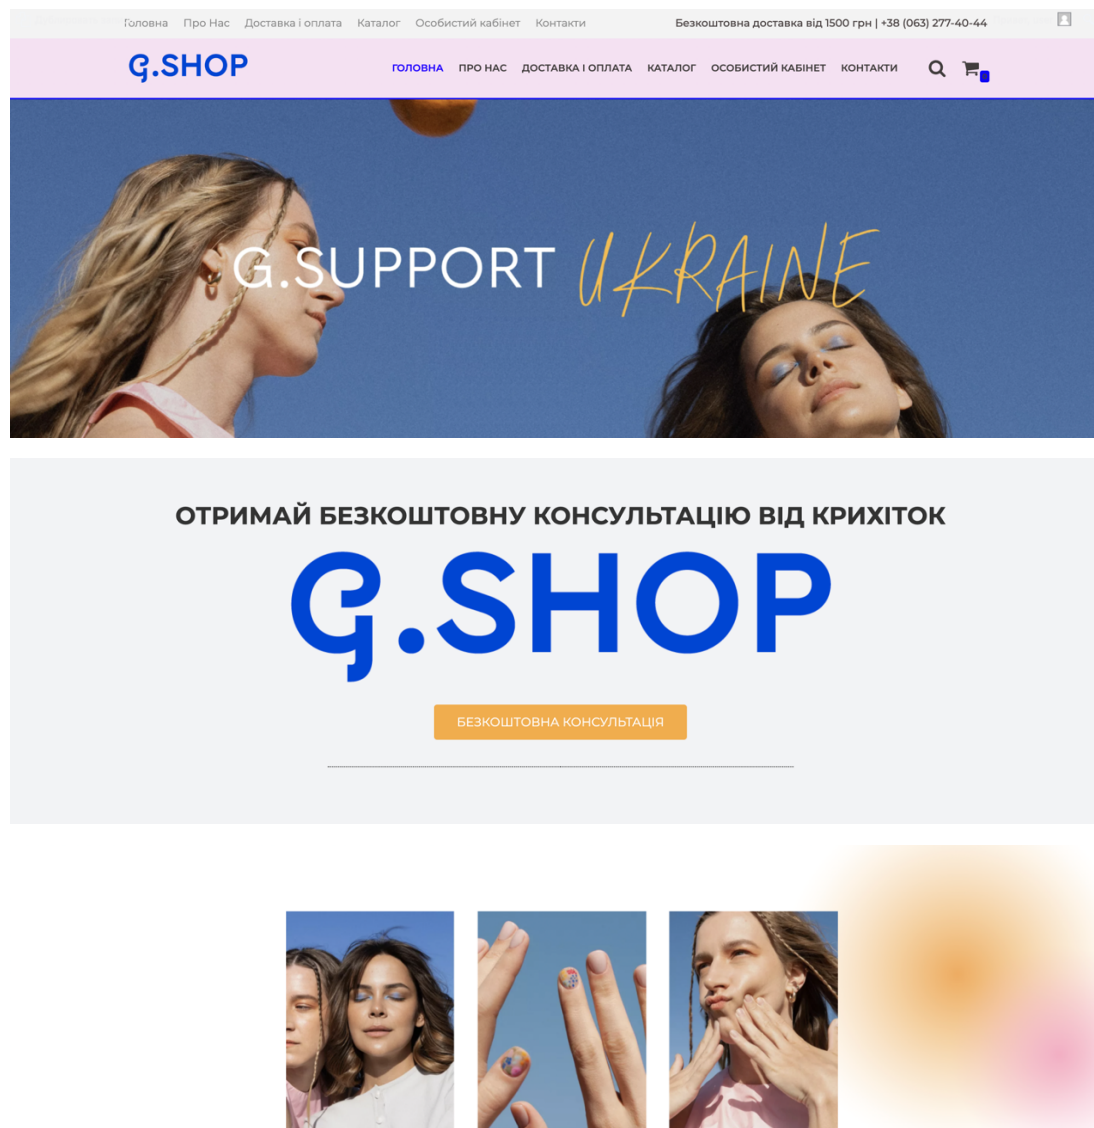 Головна Про Нас Доставка і оплата Каталог Особистий кабінет Контакти Безкоштовна доставка від 1500 грн | +38 (063) 277-40-44
G.SHOP ГОЛОВНА ПРО НАС ДОСТАВКА І ОПЛАТА КАТАЛОГ ОСОБИСТИЙ КАБІНЕТ КОНТАКТИ
G.SUPPORT UKRAINE
ОТРИМАЙ БЕЗКОШТОВНУ КОНСУЛЬТАЦІЮ ВІД КРИХІТОК
G.SHOP
БЕЗКОШТОВНА КОНСУЛЬТАЦІЯ